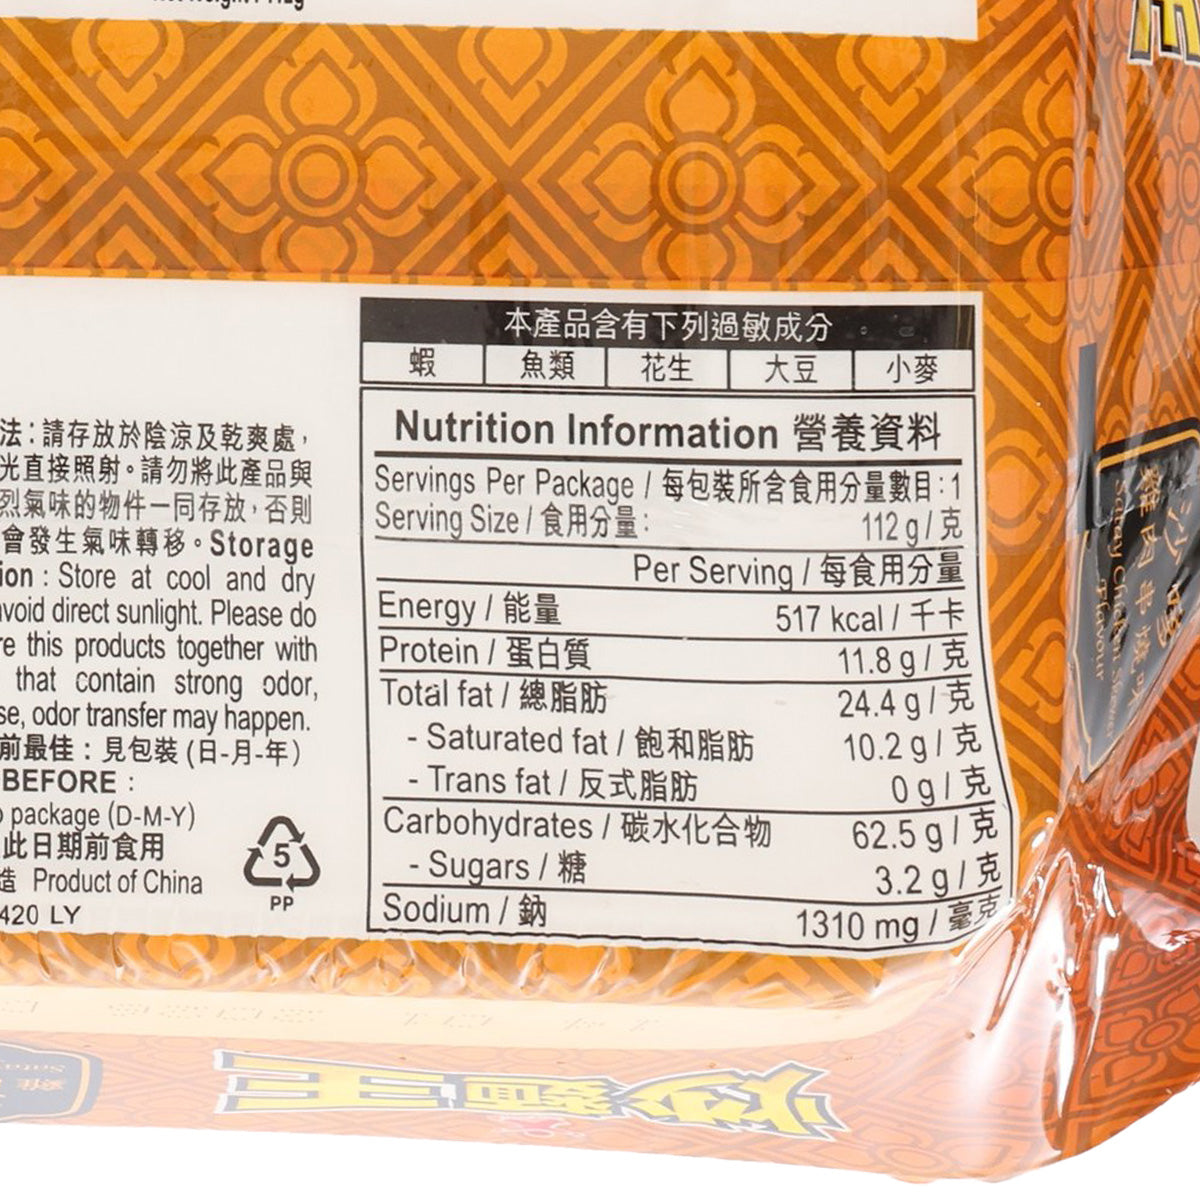 本產品含有下列過敏成分
蝦 魚類 花生 大豆 小麥
Nutrition Information 營養資料
Servings Per Package / 每包裝所含食用分量數目：1
Serving Size / 食用分量： 112 g / 克
Per Serving / 每食用分量
Energy / 能量 517 kcal / 千卡
Protein / 蛋白質 11.8 g / 克
Total fat / 總脂肪 24.4 g / 克
- Saturated fat / 飽和脂肪 10.2 g / 克
- Trans fat / 反式脂肪 0 g / 克
Carbohydrates / 碳水化合物 62.5 g / 克
- Sugars / 糖 3.2 g / 克
Sodium / 鈉 1310 mg / 毫克
法：請存放於陰涼及乾爽處，
光直接照射。請勿將此產品與
烈氣味的物件一同存放，否則
會發生氣味轉移。Storage
ion : Store at cool and dry
avoid direct sunlight. Please do
re this products together with
that contain strong odor,
se, odor transfer may happen.
前最佳：見包裝 (日-月-年)
BEFORE :
package (D-M-Y)
此日期前食用
造 Product of China
420 LY
5
PP
炒麵王
Satay Chicken Skewer
Flavour